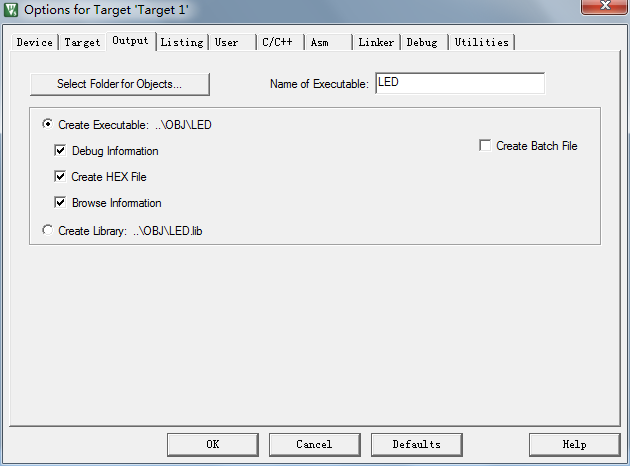 Options for Target 'Target 1'
Device Target Output Listing User C/C++ Asm Linker Debug Utilities
Select Folder for Objects... Name of Executable: LED
Create Executable: ..\OBJ\LED
Debug Information Create Batch File
Create HEX File
Browse Information
Create Library: ..\OBJ\LED.lib
OK Cancel Defaults Help